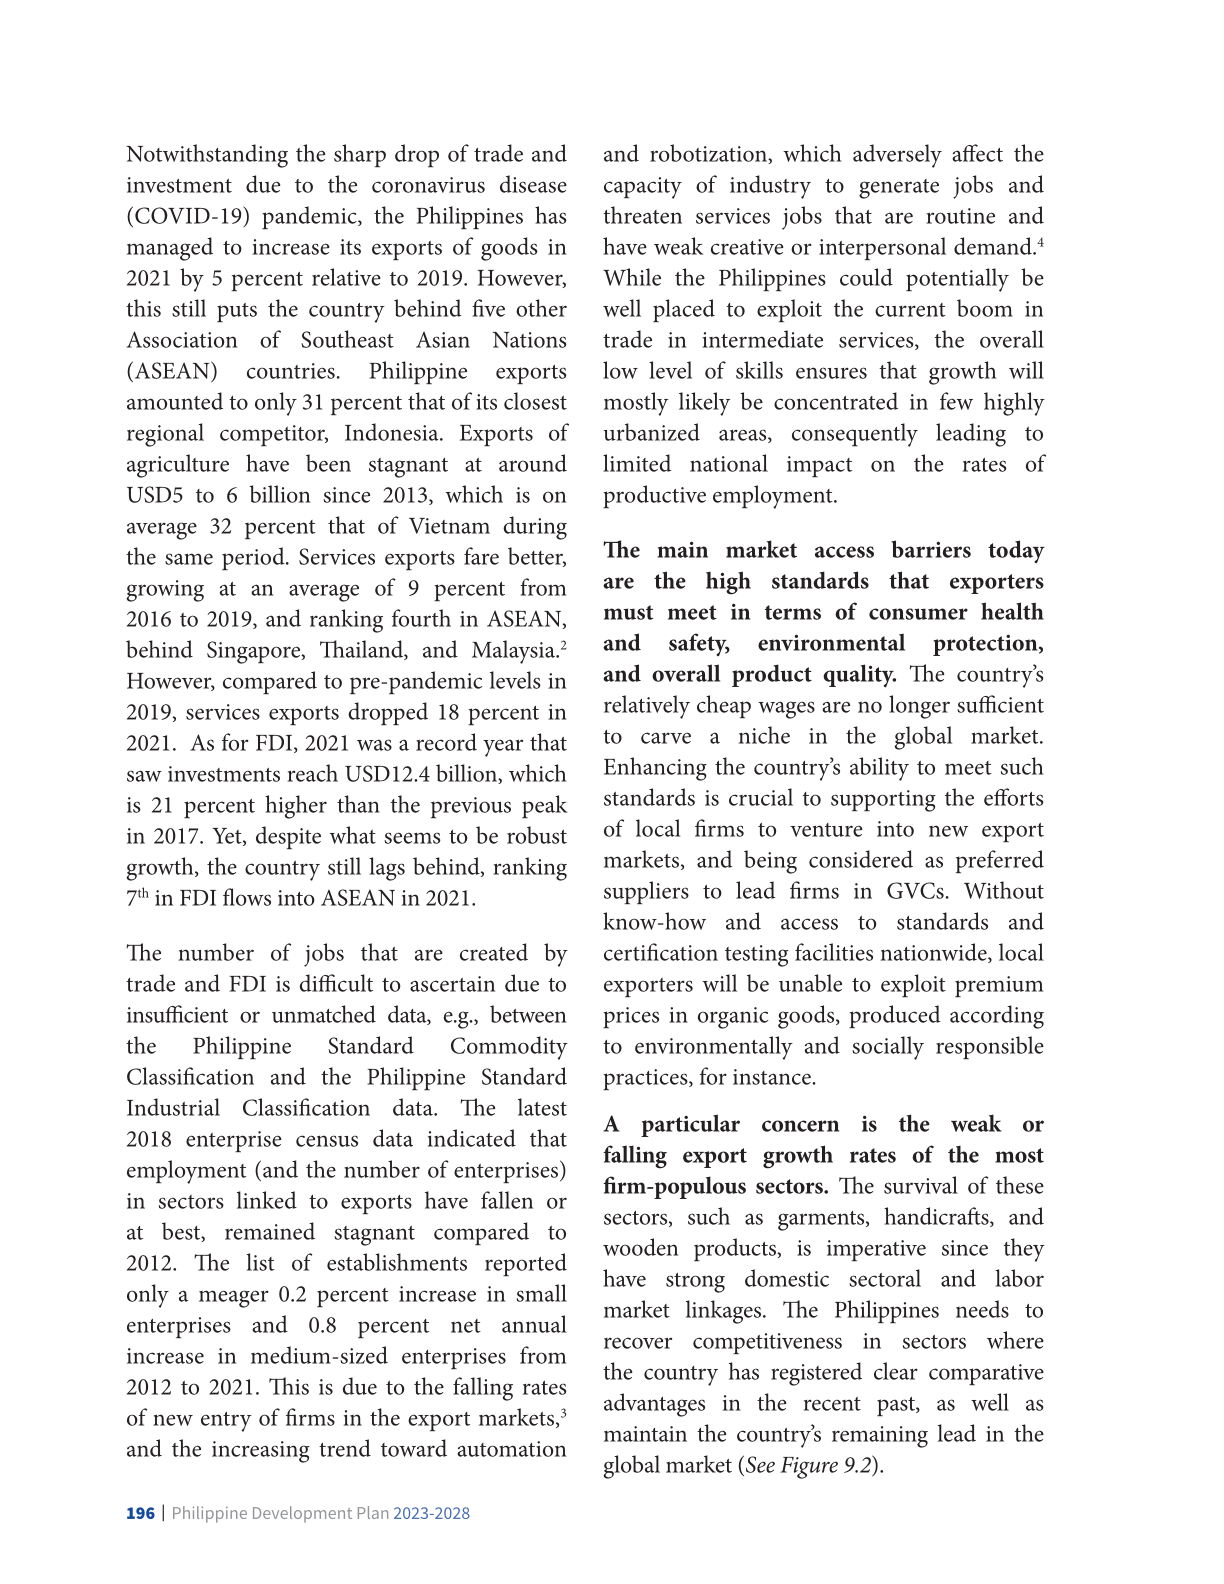 Notwithstanding the sharp drop of trade and
investment due to the coronavirus disease
(COVID-19) pandemic, the Philippines has
managed to increase its exports of goods in
2021 by 5 percent relative to 2019. However,
this still puts the country behind five other
Association of Southeast Asian Nations
(ASEAN) countries. Philippine exports
amounted to only 31 percent that of its closest
regional competitor, Indonesia. Exports of
agriculture have been stagnant at around
USD5 to 6 billion since 2013, which is on
average 32 percent that of Vietnam during
the same period. Services exports fare better,
growing at an average of 9 percent from
2016 to 2019, and ranking fourth in ASEAN,
behind Singapore, Thailand, and Malaysia.²
However, compared to pre-pandemic levels in
2019, services exports dropped 18 percent in
2021. As for FDI, 2021 was a record year that
saw investments reach USD12.4 billion, which
is 21 percent higher than the previous peak
in 2017. Yet, despite what seems to be robust
growth, the country still lags behind, ranking
7th in FDI flows into ASEAN in 2021.
The number of jobs that are created by
trade and FDI is difficult to ascertain due to
insufficient or unmatched data, e.g., between
the Philippine Standard Commodity
Classification and the Philippine Standard
Industrial Classification data. The latest
2018 enterprise census data indicated that
employment (and the number of enterprises)
in sectors linked to exports have fallen or
at best, remained stagnant compared to
2012. The list of establishments reported
only a meager 0.2 percent increase in small
enterprises and 0.8 percent net annual
increase in medium-sized enterprises from
2012 to 2021. This is due to the falling rates
of new entry of firms in the export markets,³
and the increasing trend toward automation
and robotization, which adversely affect the
capacity of industry to generate jobs and
threaten services jobs that are routine and
have weak creative or interpersonal demand.⁴
While the Philippines could potentially be
well placed to exploit the current boom in
trade in intermediate services, the overall
low level of skills ensures that growth will
mostly likely be concentrated in few highly
urbanized areas, consequently leading to
limited national impact on the rates of
productive employment.
The main market access barriers today
are the high standards that exporters
must meet in terms of consumer health
and safety, environmental protection,
and overall product quality. The country’s
relatively cheap wages are no longer sufficient
to carve a niche in the global market.
Enhancing the country’s ability to meet such
standards is crucial to supporting the efforts
of local firms to venture into new export
markets, and being considered as preferred
suppliers to lead firms in GVCs. Without
know-how and access to standards and
certification testing facilities nationwide, local
exporters will be unable to exploit premium
prices in organic goods, produced according
to environmentally and socially responsible
practices, for instance.
A particular concern is the weak or
falling export growth rates of the most
firm-populous sectors. The survival of these
sectors, such as garments, handicrafts, and
wooden products, is imperative since they
have strong domestic sectoral and labor
market linkages. The Philippines needs to
recover competitiveness in sectors where
the country has registered clear comparative
advantages in the recent past, as well as
maintain the country’s remaining lead in the
global market (See Figure 9.2).
196 | Philippine Development Plan 2023-2028